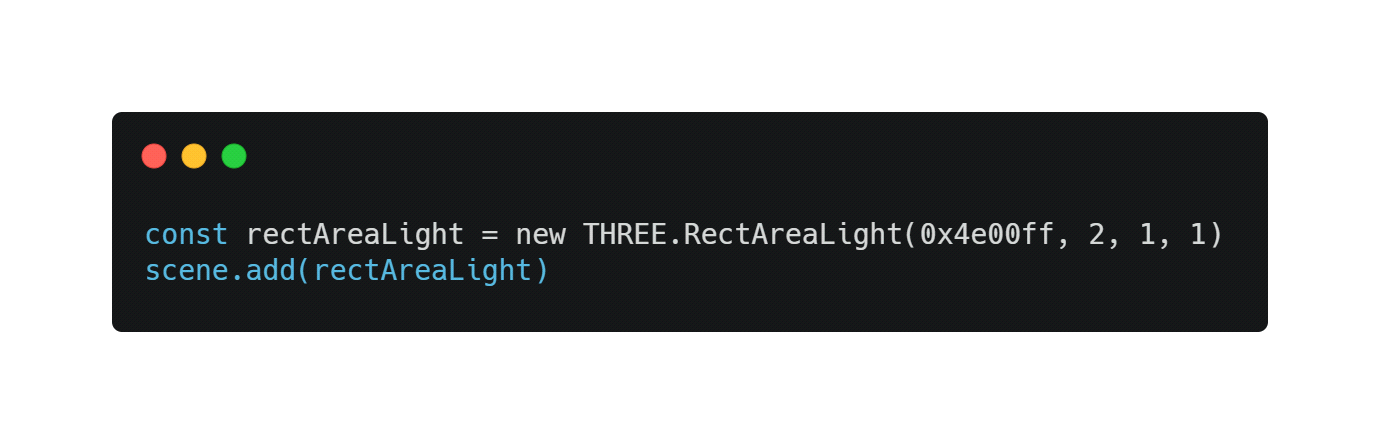 const rectAreaLight = new THREE.RectAreaLight(0x4e00ff, 2, 1, 1)
scene.add(rectAreaLight)